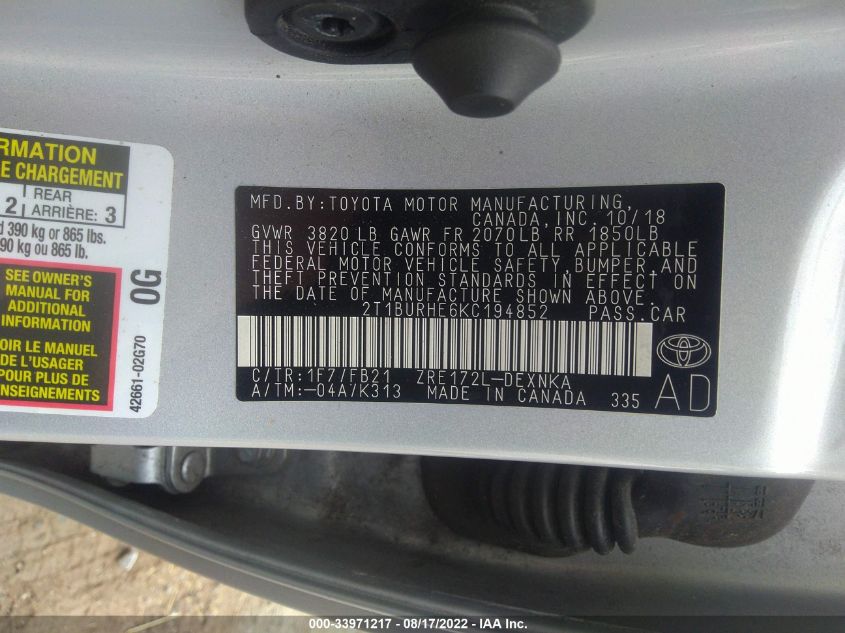 RMATION
E CHARGEMENT
2 REAR
ARRIÈRE: 3
390 kg or 865 lbs.
90 kg ou 865 lb.
SEE OWNER'S
MANUAL FOR
ADDITIONAL
INFORMATION
OIR LE MANUEL
DE L'USAGER
POUR PLUS DE
ENSEIGNEMENTS
0G
42661-02G70
MFD.BY:TOYOTA MOTOR MANUFACTURING,
CANADA, INC. 10/18
GVWR 3820 LB GAWR FR 2070LB RR 1850LB
THIS VEHICLE CONFORMS TO ALL APPLICABLE
FEDERAL MOTOR VEHICLE SAFETY,BUMPER,AND
THEFT PREVENTION STANDARDS IN EFFECT ON
THE DATE OF MANUFACTURE SHOWN ABOVE.
2T1BURHE6KC194852 PASS.CAR
C/TR:1F7/FB21 ZRE172L-DEXNKA
A/TM:-04A/K313 MADE IN CANADA 335
AD
000-33971217 - 08/17/2022 - IAA Inc.